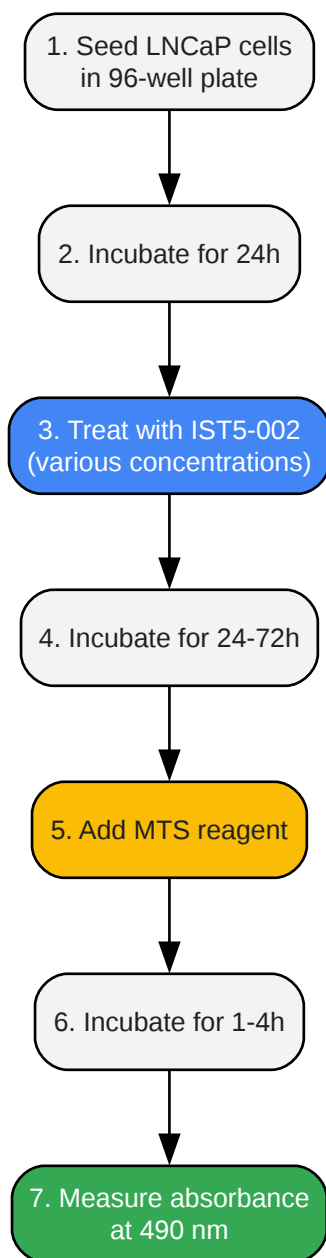 1. Seed LNCaP cells
in 96-well plate
2. Incubate for 24h
3. Treat with IST5-002
(various concentrations)
4. Incubate for 24-72h
5. Add MTS reagent
6. Incubate for 1-4h
7. Measure absorbance
at 490 nm